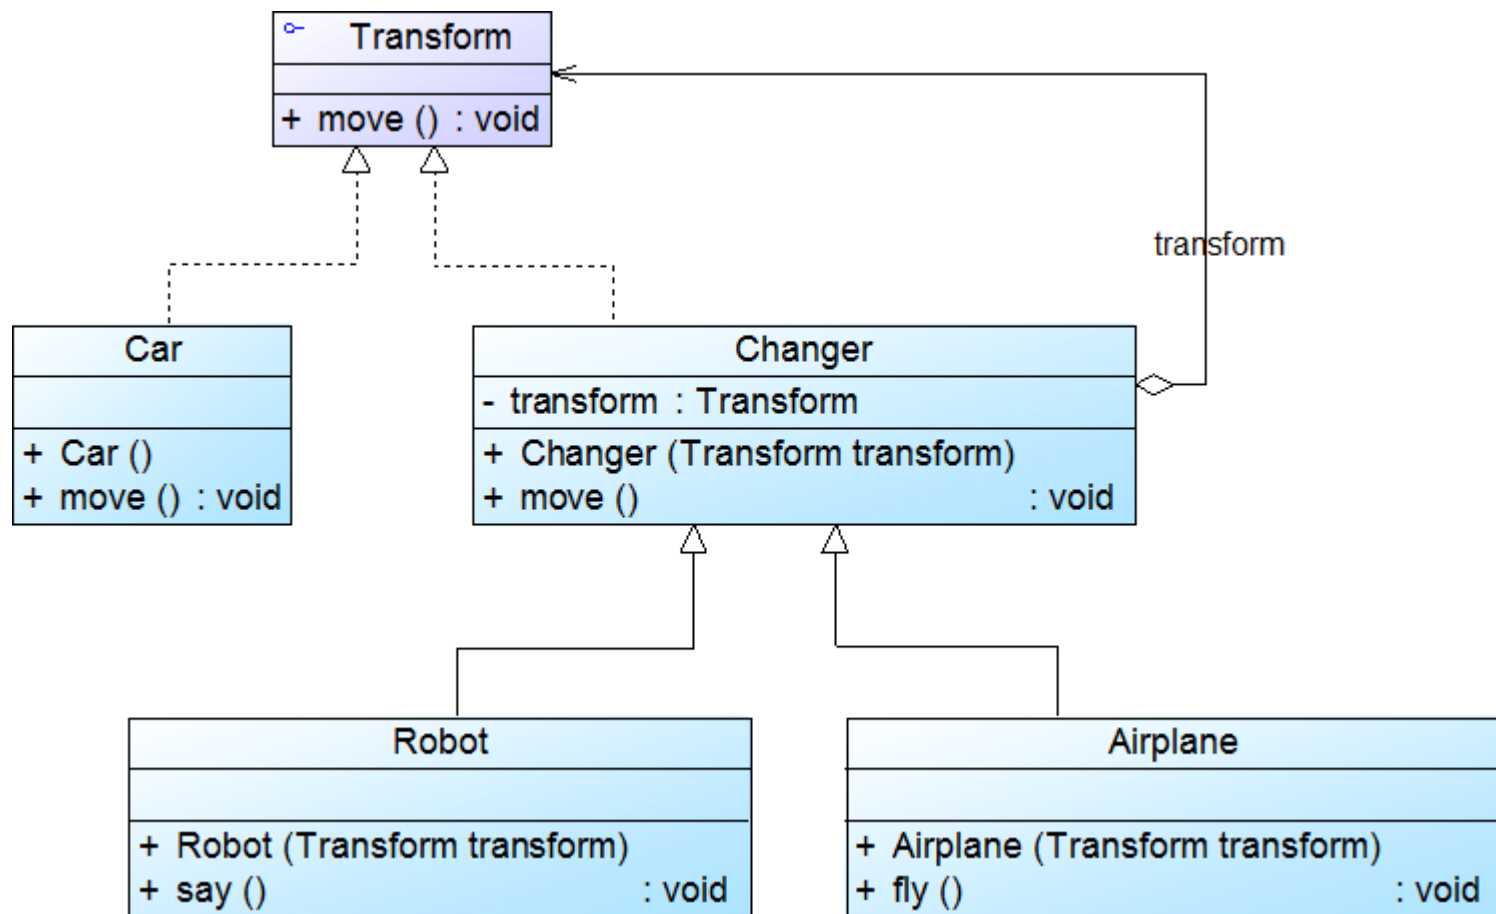 Transform
+ move () : void
transform
Car
+ Car ()
+ move () : void
Changer
- transform : Transform
+ Changer (Transform transform)
+ move () : void
Robot
+ Robot (Transform transform)
+ say () : void
Airplane
+ Airplane (Transform transform)
+ fly () : void